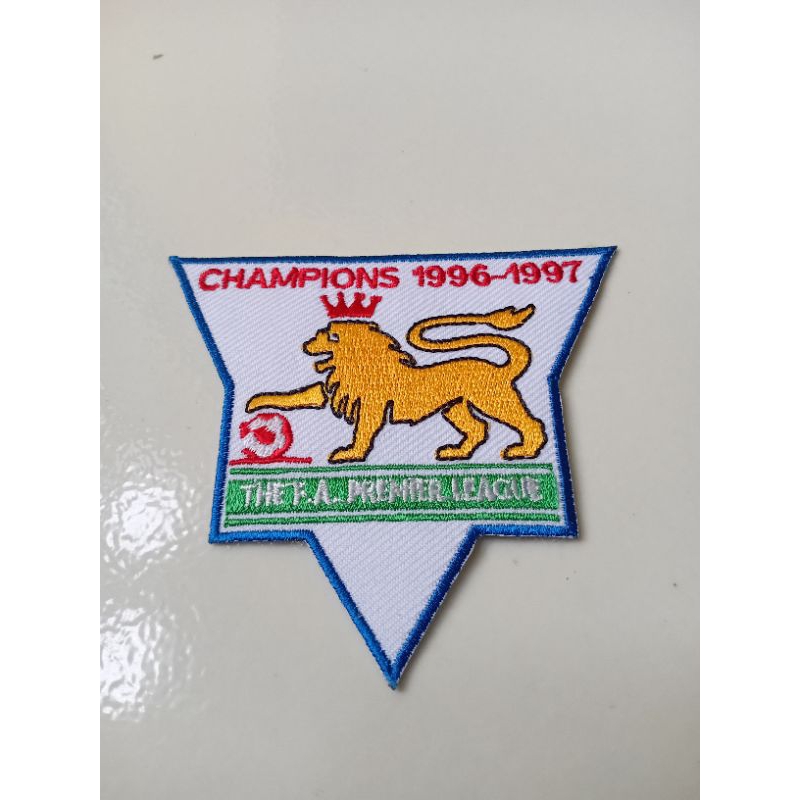 CHAMPIONS 1996-1997
THE F.A. PREMIER LEAGUE